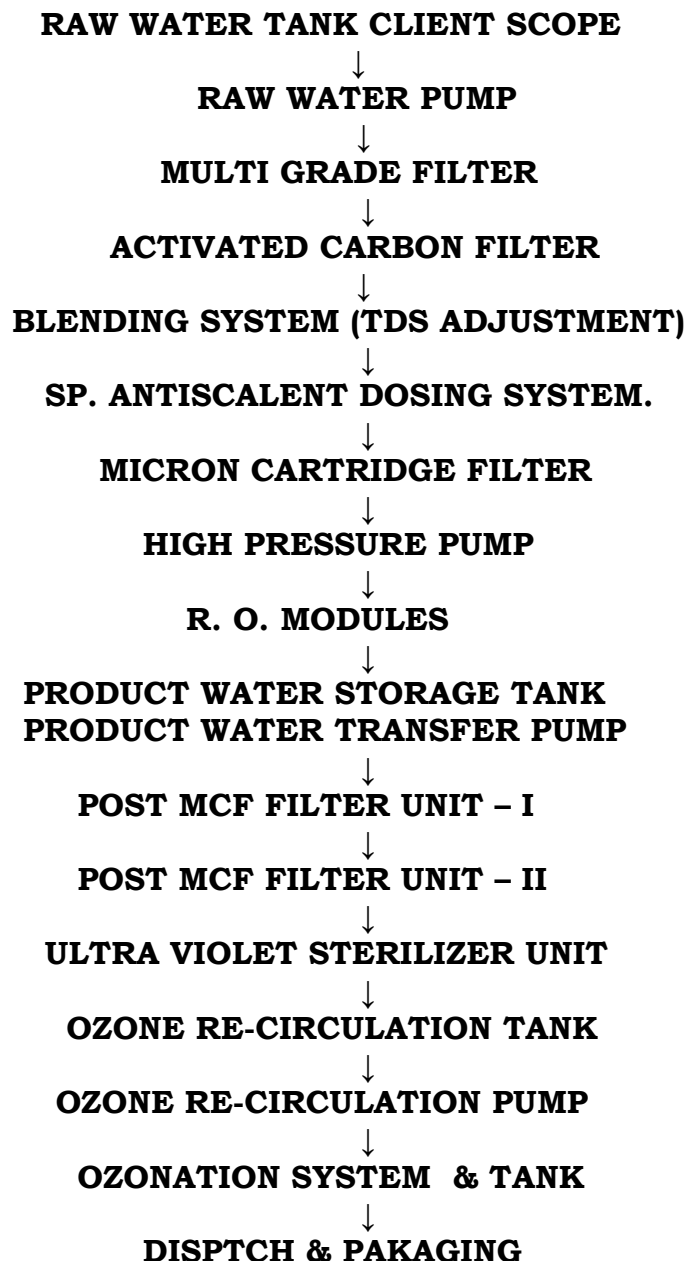 RAW WATER TANK CLIENT SCOPE
↓
RAW WATER PUMP
↓
MULTI GRADE FILTER
↓
ACTIVATED CARBON FILTER
↓
BLENDING SYSTEM (TDS ADJUSTMENT)
↓
SP. ANTISCALENT DOSING SYSTEM.
↓
MICRON CARTRIDGE FILTER
↓
HIGH PRESSURE PUMP
↓
R. O. MODULES
↓
PRODUCT WATER STORAGE TANK
PRODUCT WATER TRANSFER PUMP
↓
POST MCF FILTER UNIT – I
↓
POST MCF FILTER UNIT – II
↓
ULTRA VIOLET STERILIZER UNIT
↓
OZONE RE-CIRCULATION TANK
↓
OZONE RE-CIRCULATION PUMP
↓
OZONATION SYSTEM & TANK
↓
DISPTCH & PAKAGING